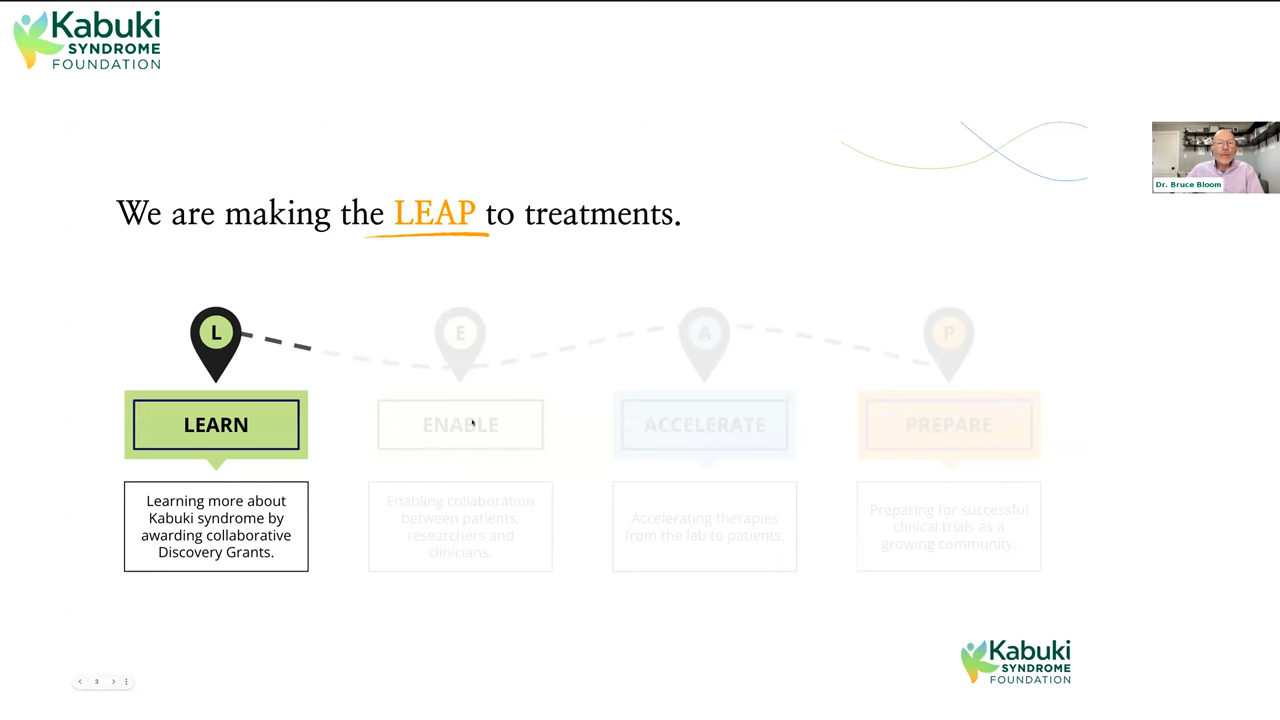 Kabuki
SYNDROME
FOUNDATION
Dr. Bruce Bloom
We are making the LEAP to treatments.
L
E
A
P
LEARN
ENABLE
ACCELERATE
PREPARE
Learning more about
Kabuki syndrome by
awarding collaborative
Discovery Grants.
Enabling collaboration
between patients,
researchers and
clinicians.
Accelerating therapies
from the lab to patients.
Preparing for successful
clinical trials as a
growing community.
Kabuki
SYNDROME
FOUNDATION
3